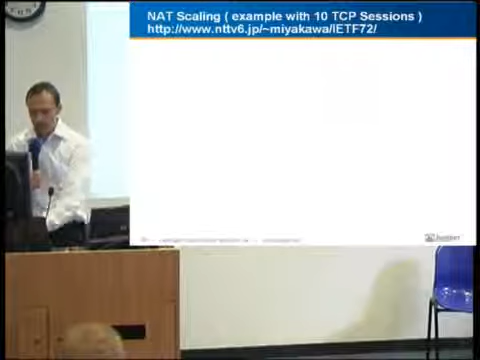 NAT Scaling ( example with 10 TCP Sessions )
http://www.nttv6.jp/~miyakawa/IETF72/